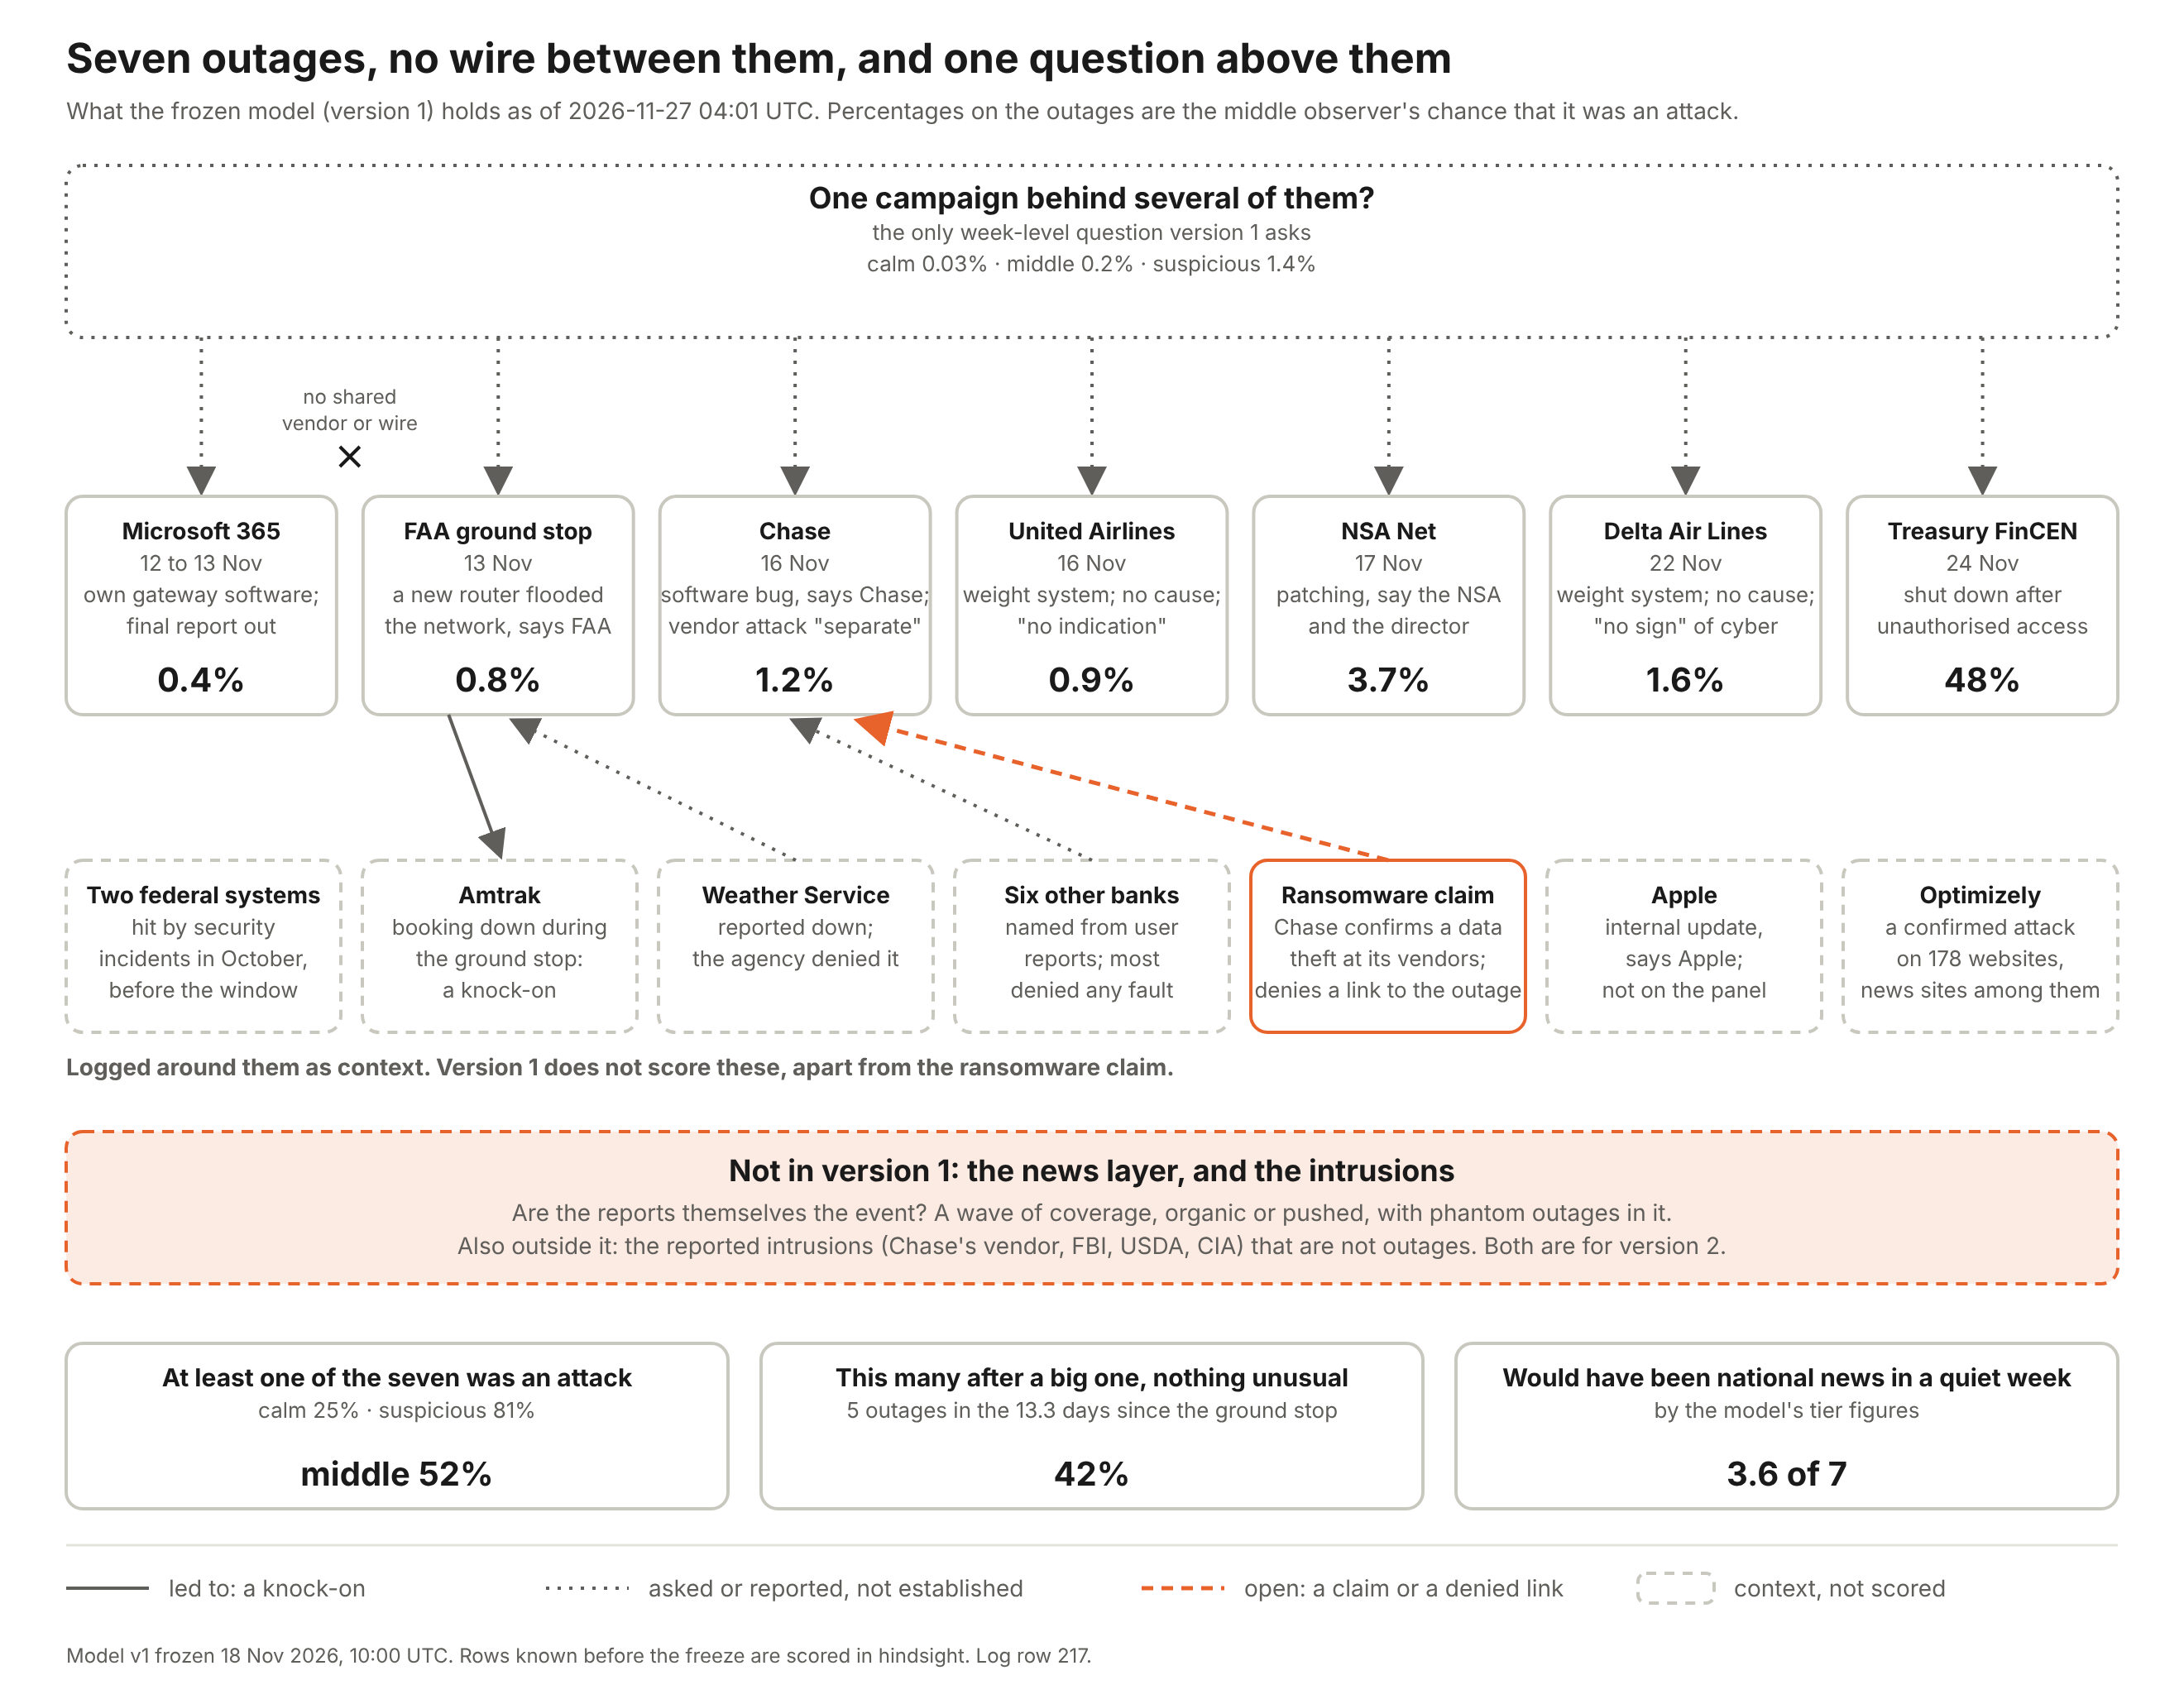 Seven outages, no wire between them, and one question above them
What the frozen model (version 1) holds as of 2026-11-27 04:01 UTC. Percentages on the outages are the middle observer's chance that it was an attack.
One campaign behind several of them?
the only week-level question version 1 asks
calm 0.03% · middle 0.2% · suspicious 1.4%
no shared
vendor or wire
Microsoft 365
12 to 13 Nov
own gateway software;
final report out
0.4%
FAA ground stop
13 Nov
a new router flooded
the network, says FAA
0.8%
Chase
16 Nov
software bug, says Chase;
vendor attack "separate"
1.2%
United Airlines
16 Nov
weight system; no cause;
"no indication"
0.9%
NSA Net
17 Nov
patching, say the NSA
and the director
3.7%
Delta Air Lines
22 Nov
weight system; no cause;
"no sign" of cyber
1.6%
Treasury FinCEN
24 Nov
shut down after
unauthorised access
48%
Two federal systems
hit by security
incidents in October,
before the window
Amtrak
booking down during
the ground stop:
a knock-on
Weather Service
reported down;
the agency denied it
Six other banks
named from user
reports; most
denied any fault
Ransomware claim
Chase confirms a data
theft at its vendors;
denies a link to the outage
Apple
internal update,
says Apple;
not on the panel
Optimizely
a confirmed attack
on 178 websites,
news sites among them
Logged around them as context. Version 1 does not score these, apart from the ransomware claim.
Not in version 1: the news layer, and the intrusions
Are the reports themselves the event? A wave of coverage, organic or pushed, with phantom outages in it.
Also outside it: the reported intrusions (Chase's vendor, FBI, USDA, CIA) that are not outages. Both are for version 2.
At least one of the seven was an attack
calm 25% · suspicious 81%
middle 52%
This many after a big one, nothing unusual
5 outages in the 13.3 days since the ground stop
42%
Would have been national news in a quiet week
by the model's tier figures
3.6 of 7
led to: a knock-on
asked or reported, not established
open: a claim or a denied link
context, not scored
Model v1 frozen 18 Nov 2026, 10:00 UTC. Rows known before the freeze are scored in hindsight. Log row 217.